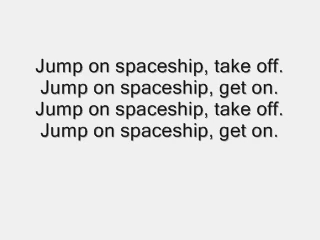 Jump on spaceship, take off.
Jump on spaceship, get on.
Jump on spaceship, take off.
Jump on spaceship, get on.